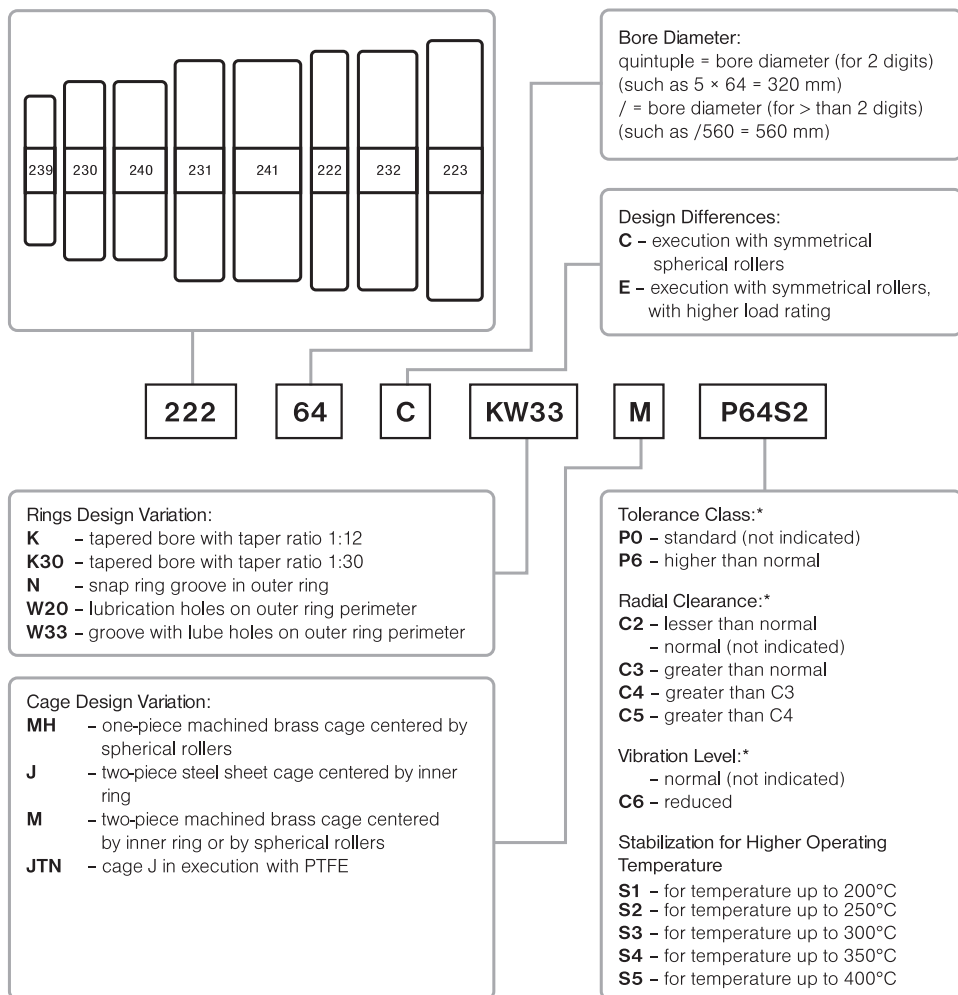 239
230
240
231
241
222
232
223
Bore Diameter:
quintuple = bore diameter (for 2 digits)
(such as 5 × 64 = 320 mm)
/ = bore diameter (for > than 2 digits)
(such as /560 = 560 mm)
Design Differences:
C – execution with symmetrical
spherical rollers
E – execution with symmetrical rollers,
with higher load rating
222 64 C KW33 M P64S2
Rings Design Variation:
K – tapered bore with taper ratio 1:12
K30 – tapered bore with taper ratio 1:30
N – snap ring groove in outer ring
W20 – lubrication holes on outer ring perimeter
W33 – groove with lube holes on outer ring perimeter
Cage Design Variation:
MH – one-piece machined brass cage centered by
spherical rollers
J – two-piece steel sheet cage centered by inner
ring
M – two-piece machined brass cage centered
by inner ring or by spherical rollers
JTN – cage J in execution with PTFE
Tolerance Class:*
P0 – standard (not indicated)
P6 – higher than normal
Radial Clearance:*
C2 – lesser than normal
– normal (not indicated)
C3 – greater than normal
C4 – greater than C3
C5 – greater than C4
Vibration Level:*
– normal (not indicated)
C6 – reduced
Stabilization for Higher Operating
Temperature
S1 – for temperature up to 200°C
S2 – for temperature up to 250°C
S3 – for temperature up to 300°C
S4 – for temperature up to 350°C
S5 – for temperature up to 400°C